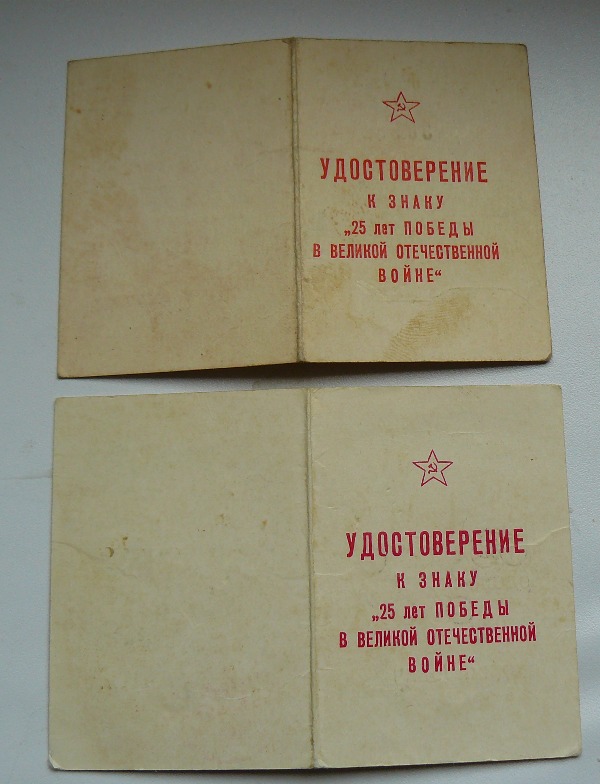 УДОСТОВЕРЕНИЕ
К ЗНАКУ
„25 лет ПОБЕДЫ
В ВЕЛИКОЙ ОТЕЧЕСТВЕННОЙ
ВОЙНЕ“
УДОСТОВЕРЕНИЕ
К ЗНАКУ
„25 лет ПОБЕДЫ
В ВЕЛИКОЙ ОТЕЧЕСТВЕННОЙ
ВОЙНЕ“